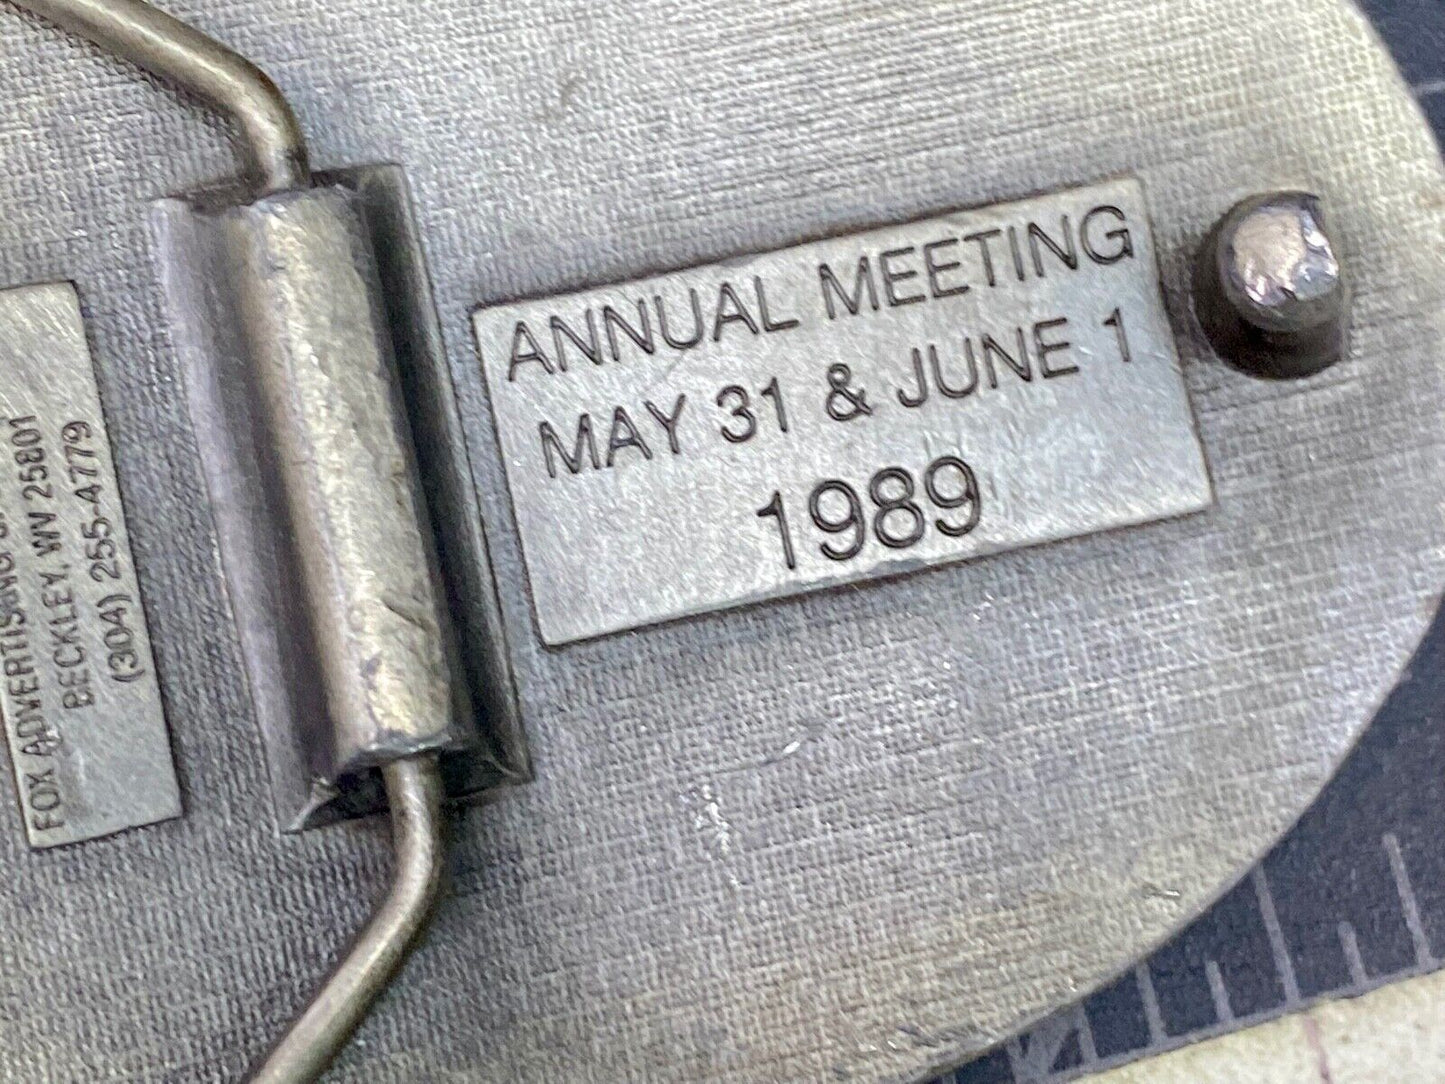 FOX ADVERTISING
BECKLEY, WV 25801
(304) 255-4779
ANNUAL MEETING
MAY 31 & JUNE 1
1989